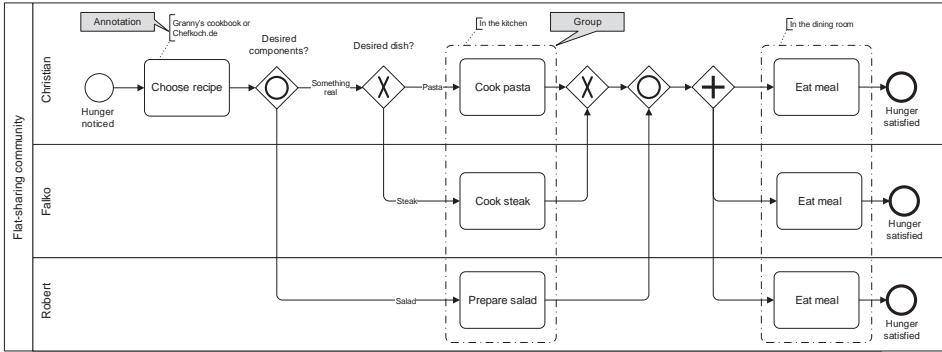 Annotation
Granny's cookbook or
Chefkoch.de
In the kitchen
Group
In the dining room
Desired
components?
Desired dish?
Flat-sharing community
Christian
Hunger
noticed
Choose recipe
Something
real
Pasta
Cook pasta
Eat meal
Hunger
satisfied
Falko
Steak
Cook steak
Eat meal
Hunger
satisfied
Robert
Salad
Prepare salad
Eat meal
Hunger
satisfied